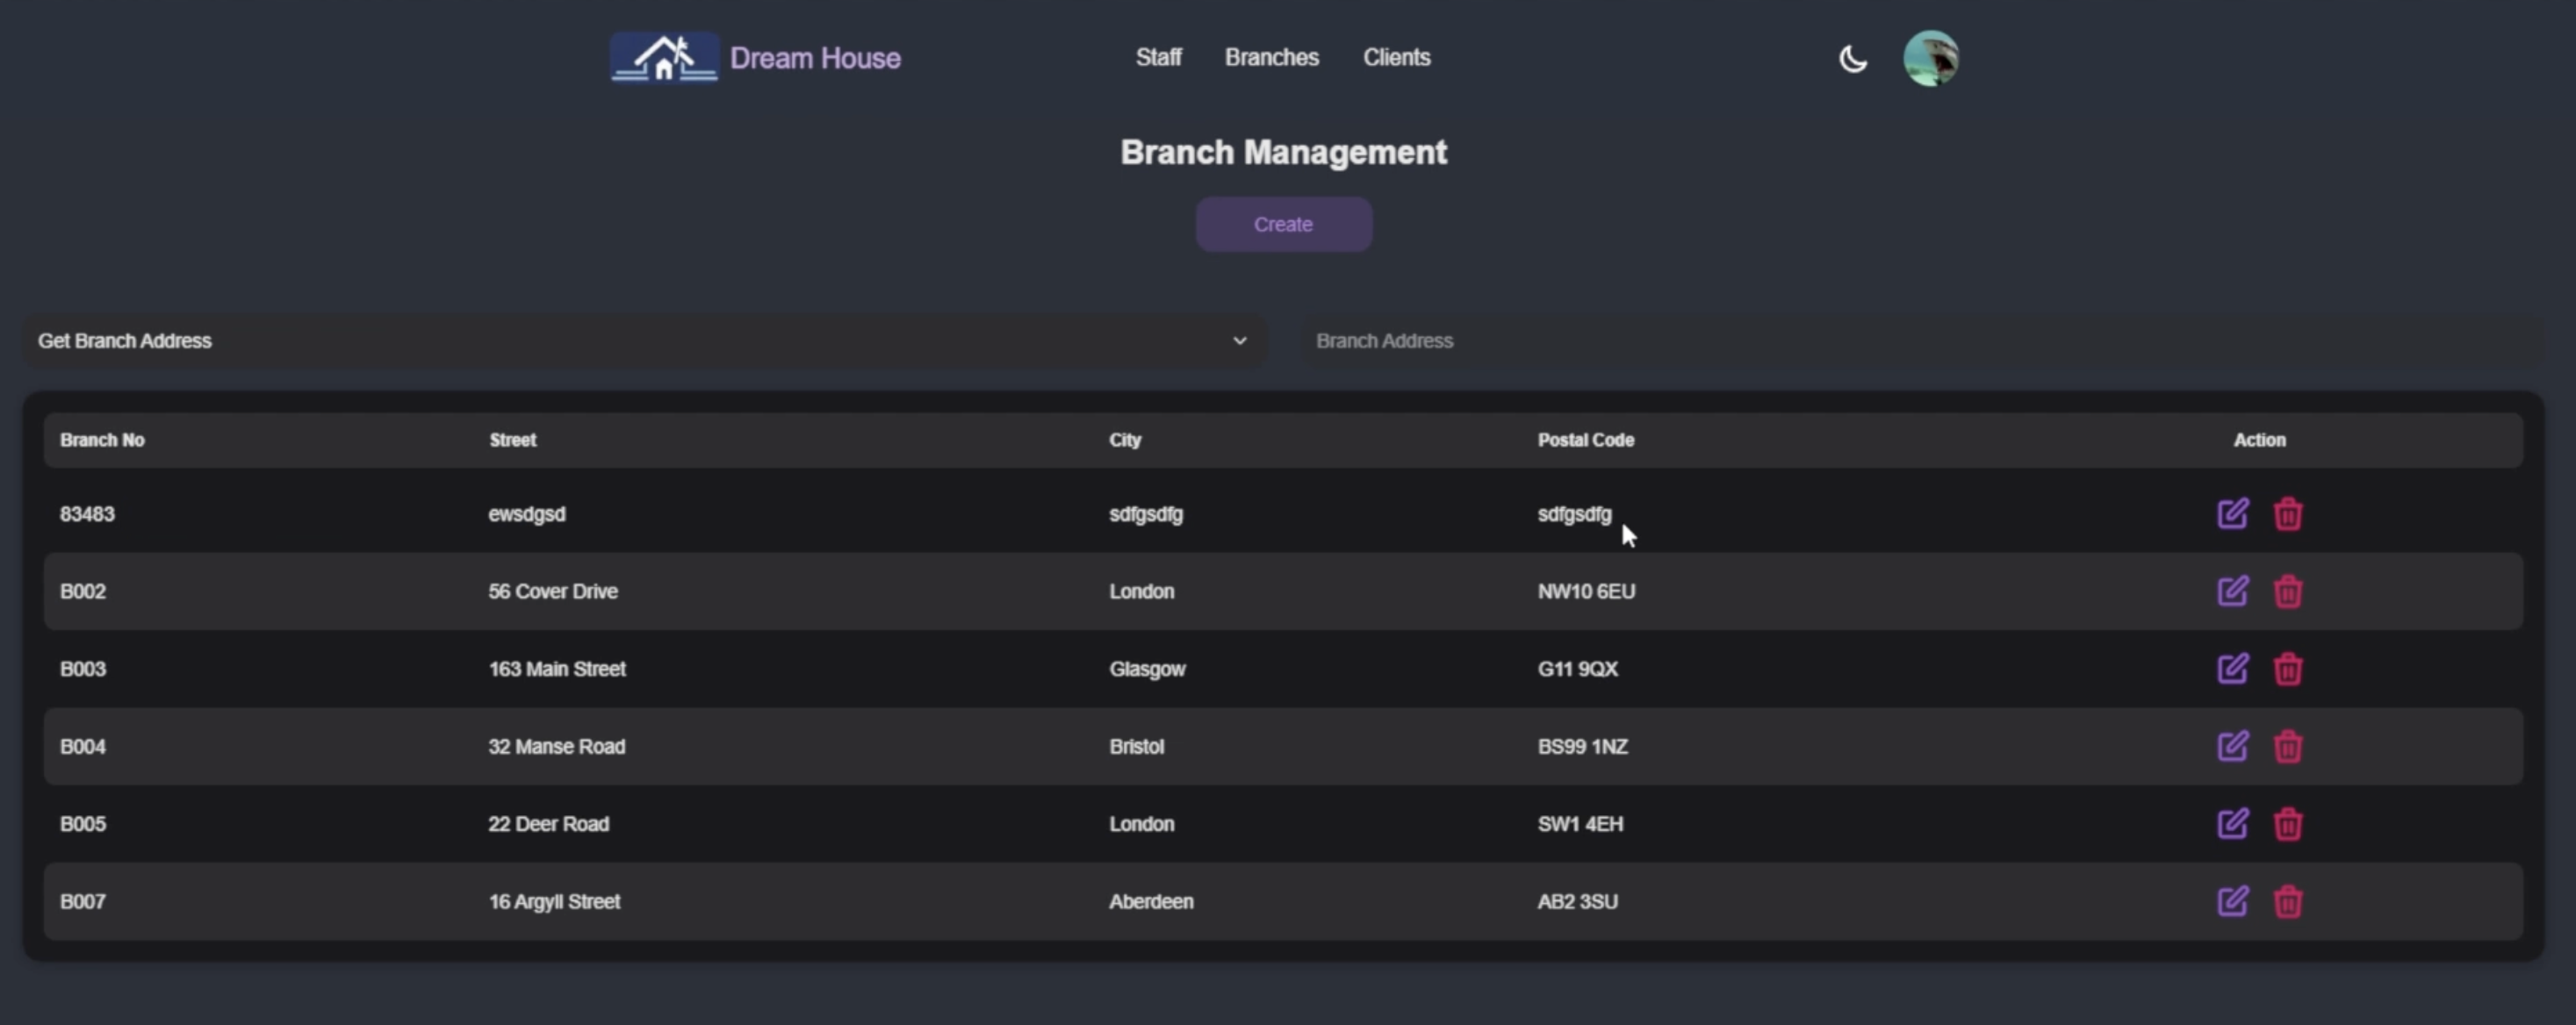 Dream House Staff Branches Clients
Branch Management
Create
Get Branch Address Branch Address
Branch No Street City Postal Code Action
83483 ewsdgsd sdfgsdfg sdfgsdfg
B002 56 Cover Drive London NW10 6EU
B003 163 Main Street Glasgow G11 9QX
B004 32 Manse Road Bristol BS99 1NZ
B005 22 Deer Road London SW1 4EH
B007 16 Argyll Street Aberdeen AB2 3SU